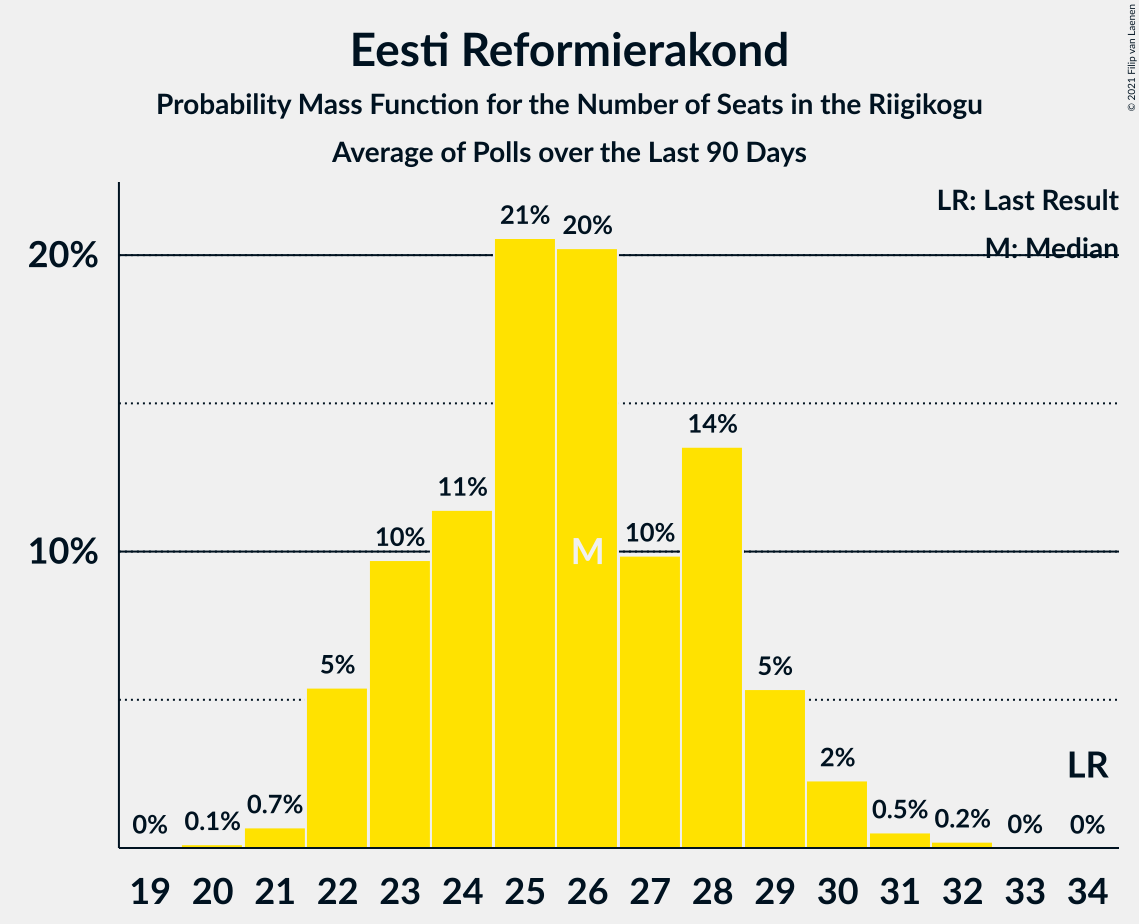 Eesti Reformierakond
Probability Mass Function for the Number of Seats in the Riigikogu
Average of Polls over the Last 90 Days
© 2021 Filip van Laenen
LR: Last Result
M: Median
20%
10%
0%
0.1%
0.7%
5%
10%
11%
21%
20%
10%
14%
5%
2%
0.5%
0.2%
0%
0%
M
LR
19 20 21 22 23 24 25 26 27 28 29 30 31 32 33 34